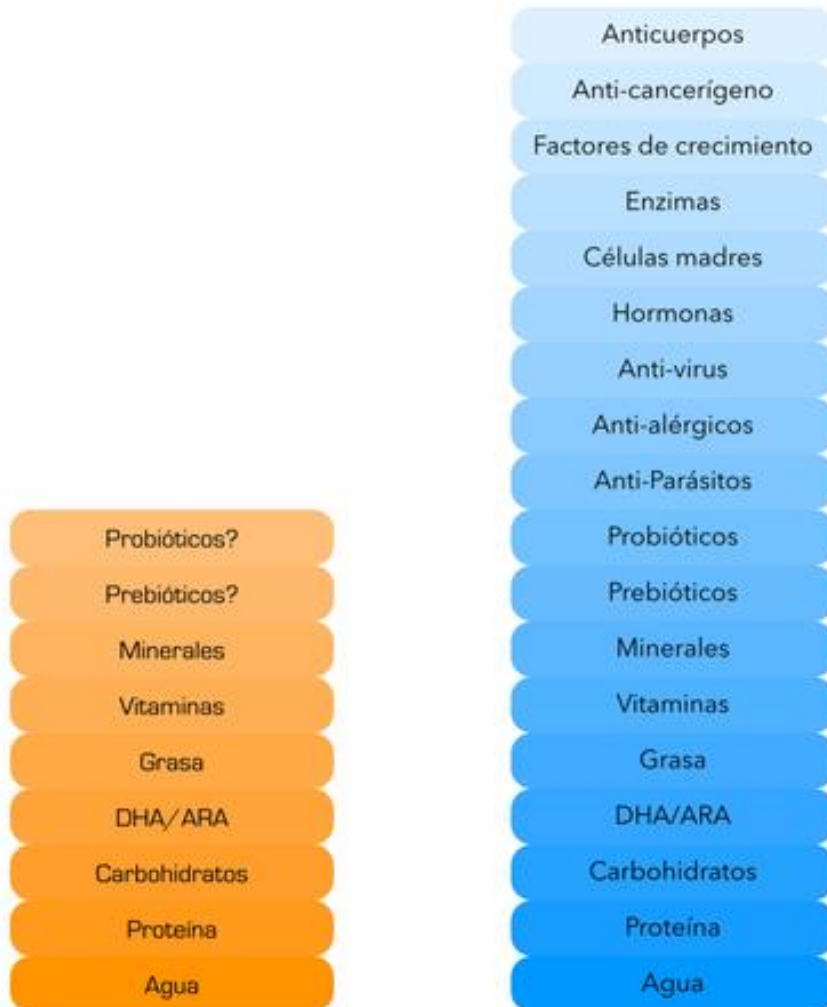 Probióticos?
Prebióticos?
Minerales
Vitaminas
Grasa
DHA/ARA
Carbohidratos
Proteína
Agua
Anticuerpos
Anti-cancerígeno
Factores de crecimiento
Enzimas
Células madres
Hormonas
Anti-virus
Anti-alérgicos
Anti-Parásitos
Probióticos
Prebióticos
Minerales
Vitaminas
Grasa
DHA/ARA
Carbohidratos
Proteína
Agua